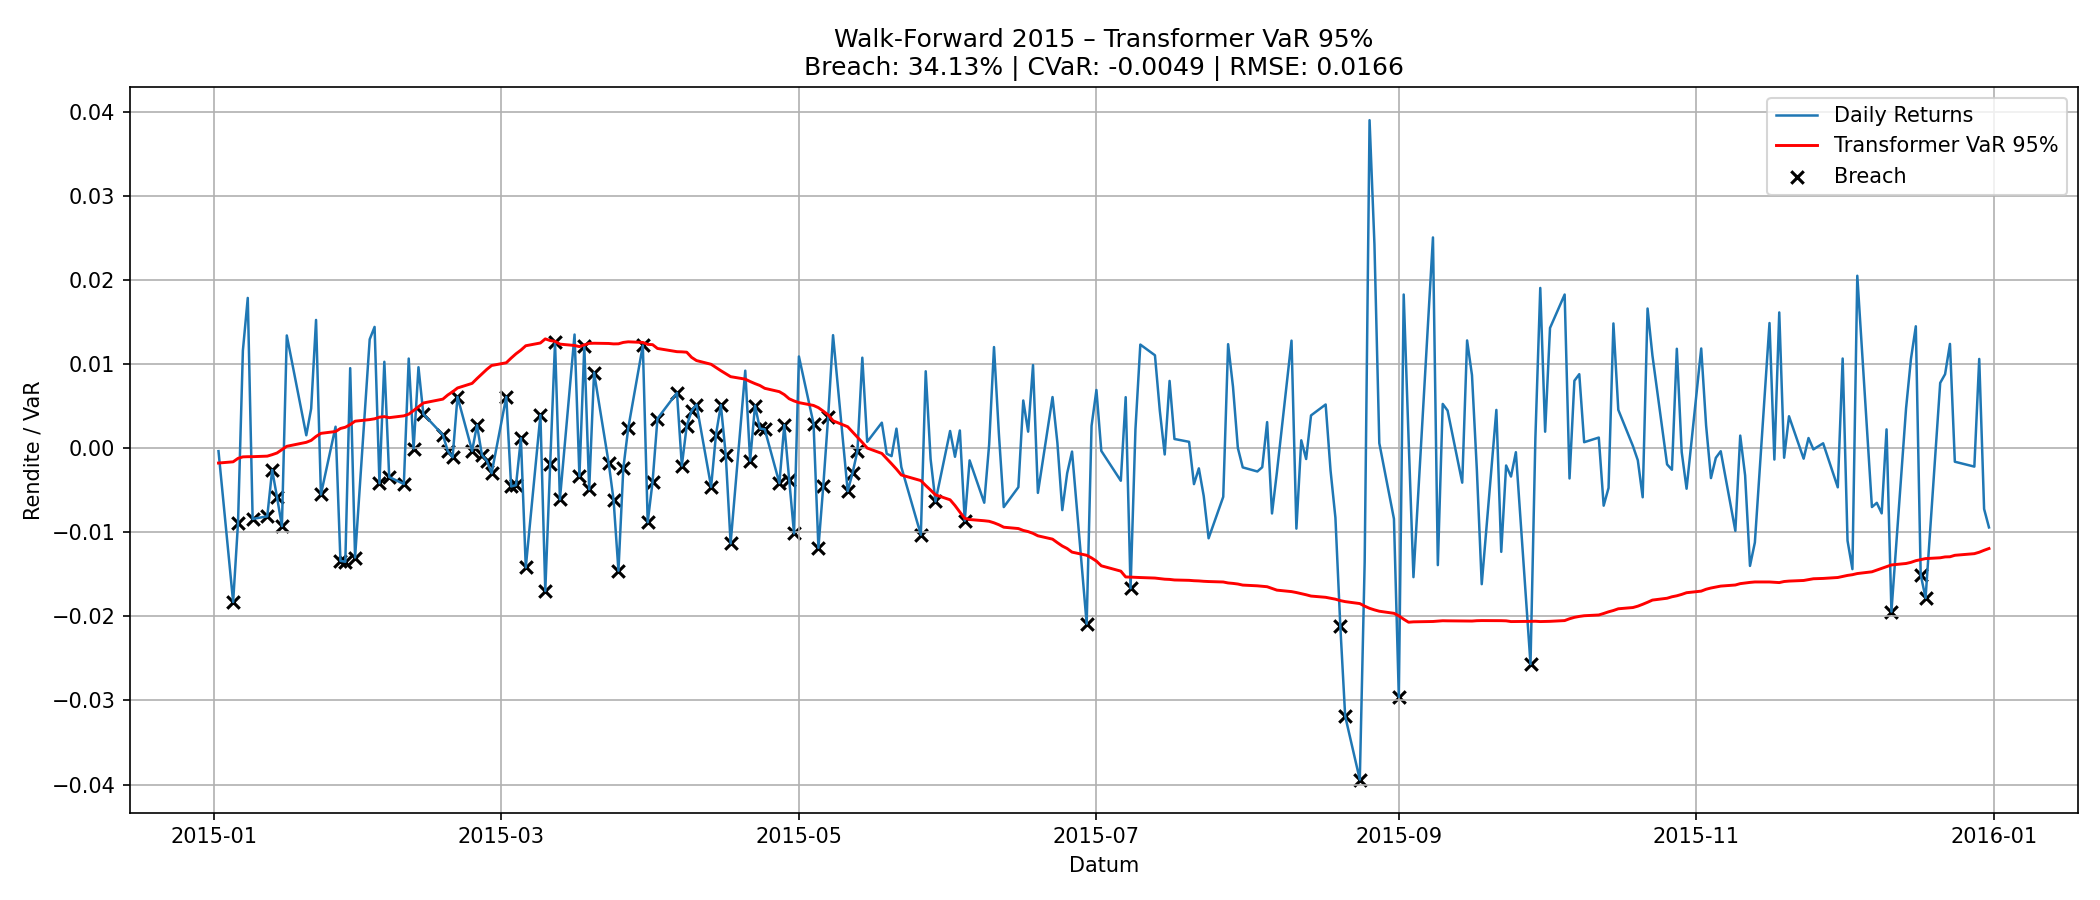 Walk-Forward 2015 – Transformer VaR 95%
Breach: 34.13% | CVaR: -0.0049 | RMSE: 0.0166
Daily Returns
Transformer VaR 95%
Breach
Rendite / VaR
0.04
0.03
0.02
0.01
0.00
−0.01
−0.02
−0.03
−0.04
2015-01
2015-03
2015-05
2015-07
2015-09
2015-11
2016-01
Datum